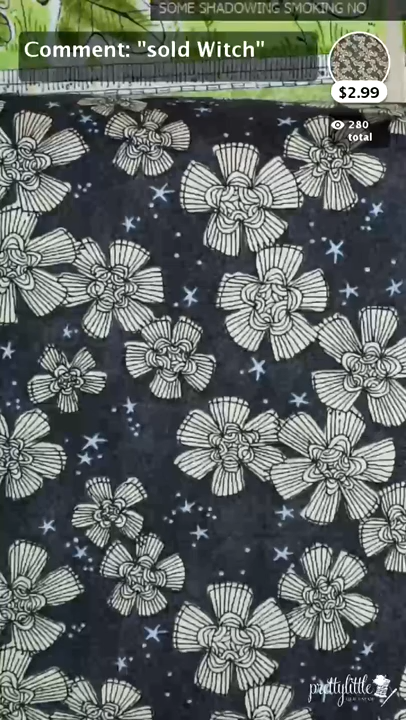 SOME SHADOWING SMOKING NO
Comment: "sold Witch"
$2.99
280
total
prettylittle